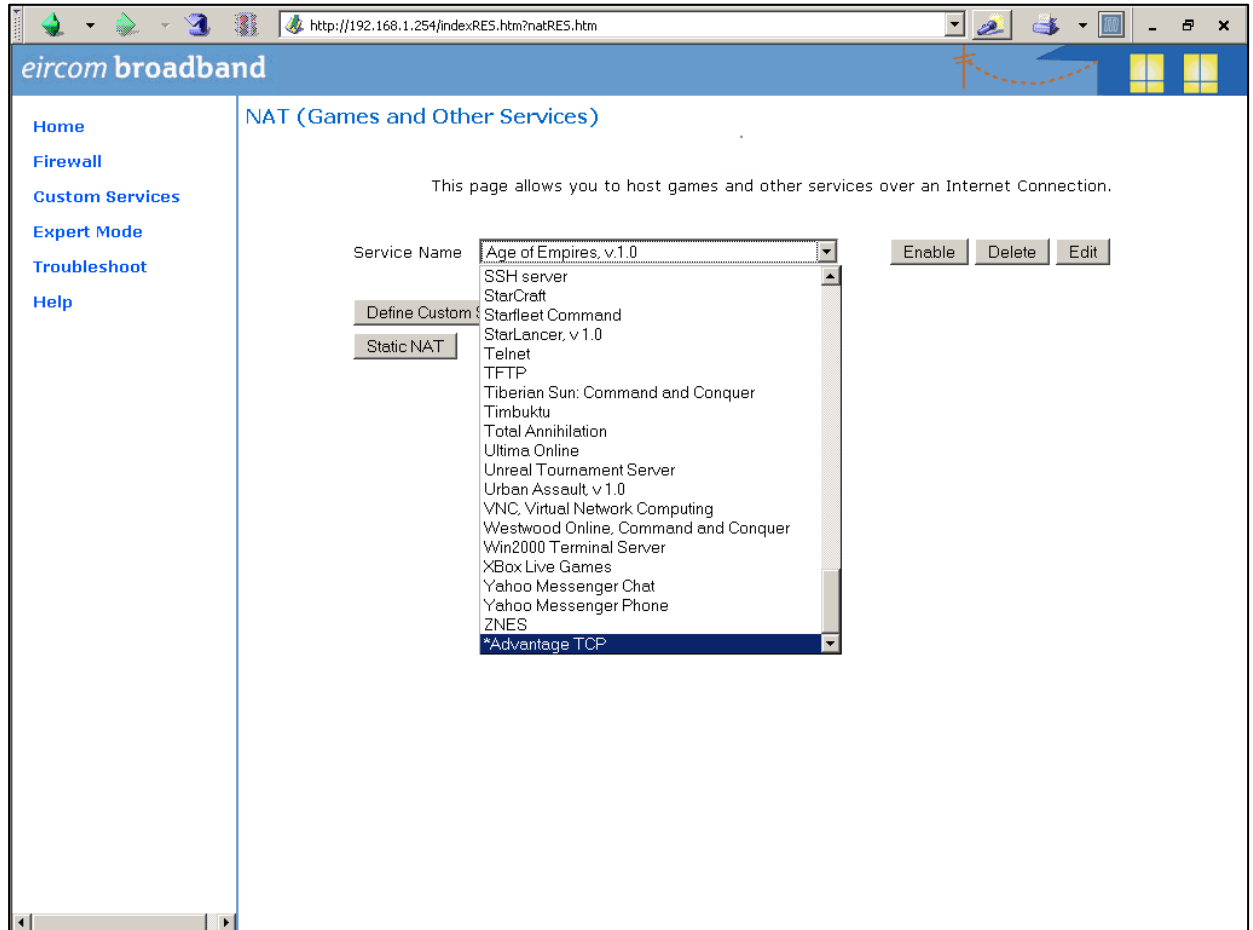 http://192.168.1.254/indexRES.htm?natRES.htm
eircom broadband
Home
Firewall
Custom Services
Expert Mode
Troubleshoot
Help
NAT (Games and Other Services)
This page allows you to host games and other services over an Internet Connection.
Service Name Age of Empires, v.1.0 Enable Delete Edit
Define Custom S
Static NAT
SSH server
StarCraft
Starfleet Command
StarLancer, v 1.0
Telnet
TFTP
Tiberian Sun: Command and Conquer
Timbuktu
Total Annihilation
Ultima Online
Unreal Tournament Server
Urban Assault, v 1.0
VNC, Virtual Network Computing
Westwood Online, Command and Conquer
Win2000 Terminal Server
XBox Live Games
Yahoo Messenger Chat
Yahoo Messenger Phone
ZNES
*Advantage TCP